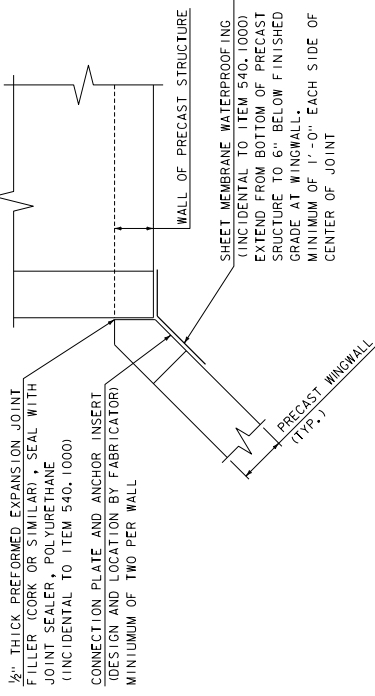 ½" THICK PREFORMED EXPANSION JOINT
FILLER (CORK OR SIMILAR), SEAL WITH
JOINT SEALER, POLYURETHANE
(INCIDENTAL TO ITEM 540.1000)
CONNECTION PLATE AND ANCHOR INSERT
(DESIGN AND LOCATION BY FABRICATOR)
MINIUMUM OF TWO PER WALL
WALL OF PRECAST STRUCTURE
SHEET MEMBRANE WATERPROOFING
(INCIDENTAL TO ITEM 540.1000)
EXTEND FROM BOTTOM OF PRECAST
SRUCTURE TO 6" BELOW FINISHED
GRADE AT WINGWALL.
MINIMUM OF 1'-0" EACH SIDE OF
CENTER OF JOINT
PRECAST WINGWALL
(TYP.)